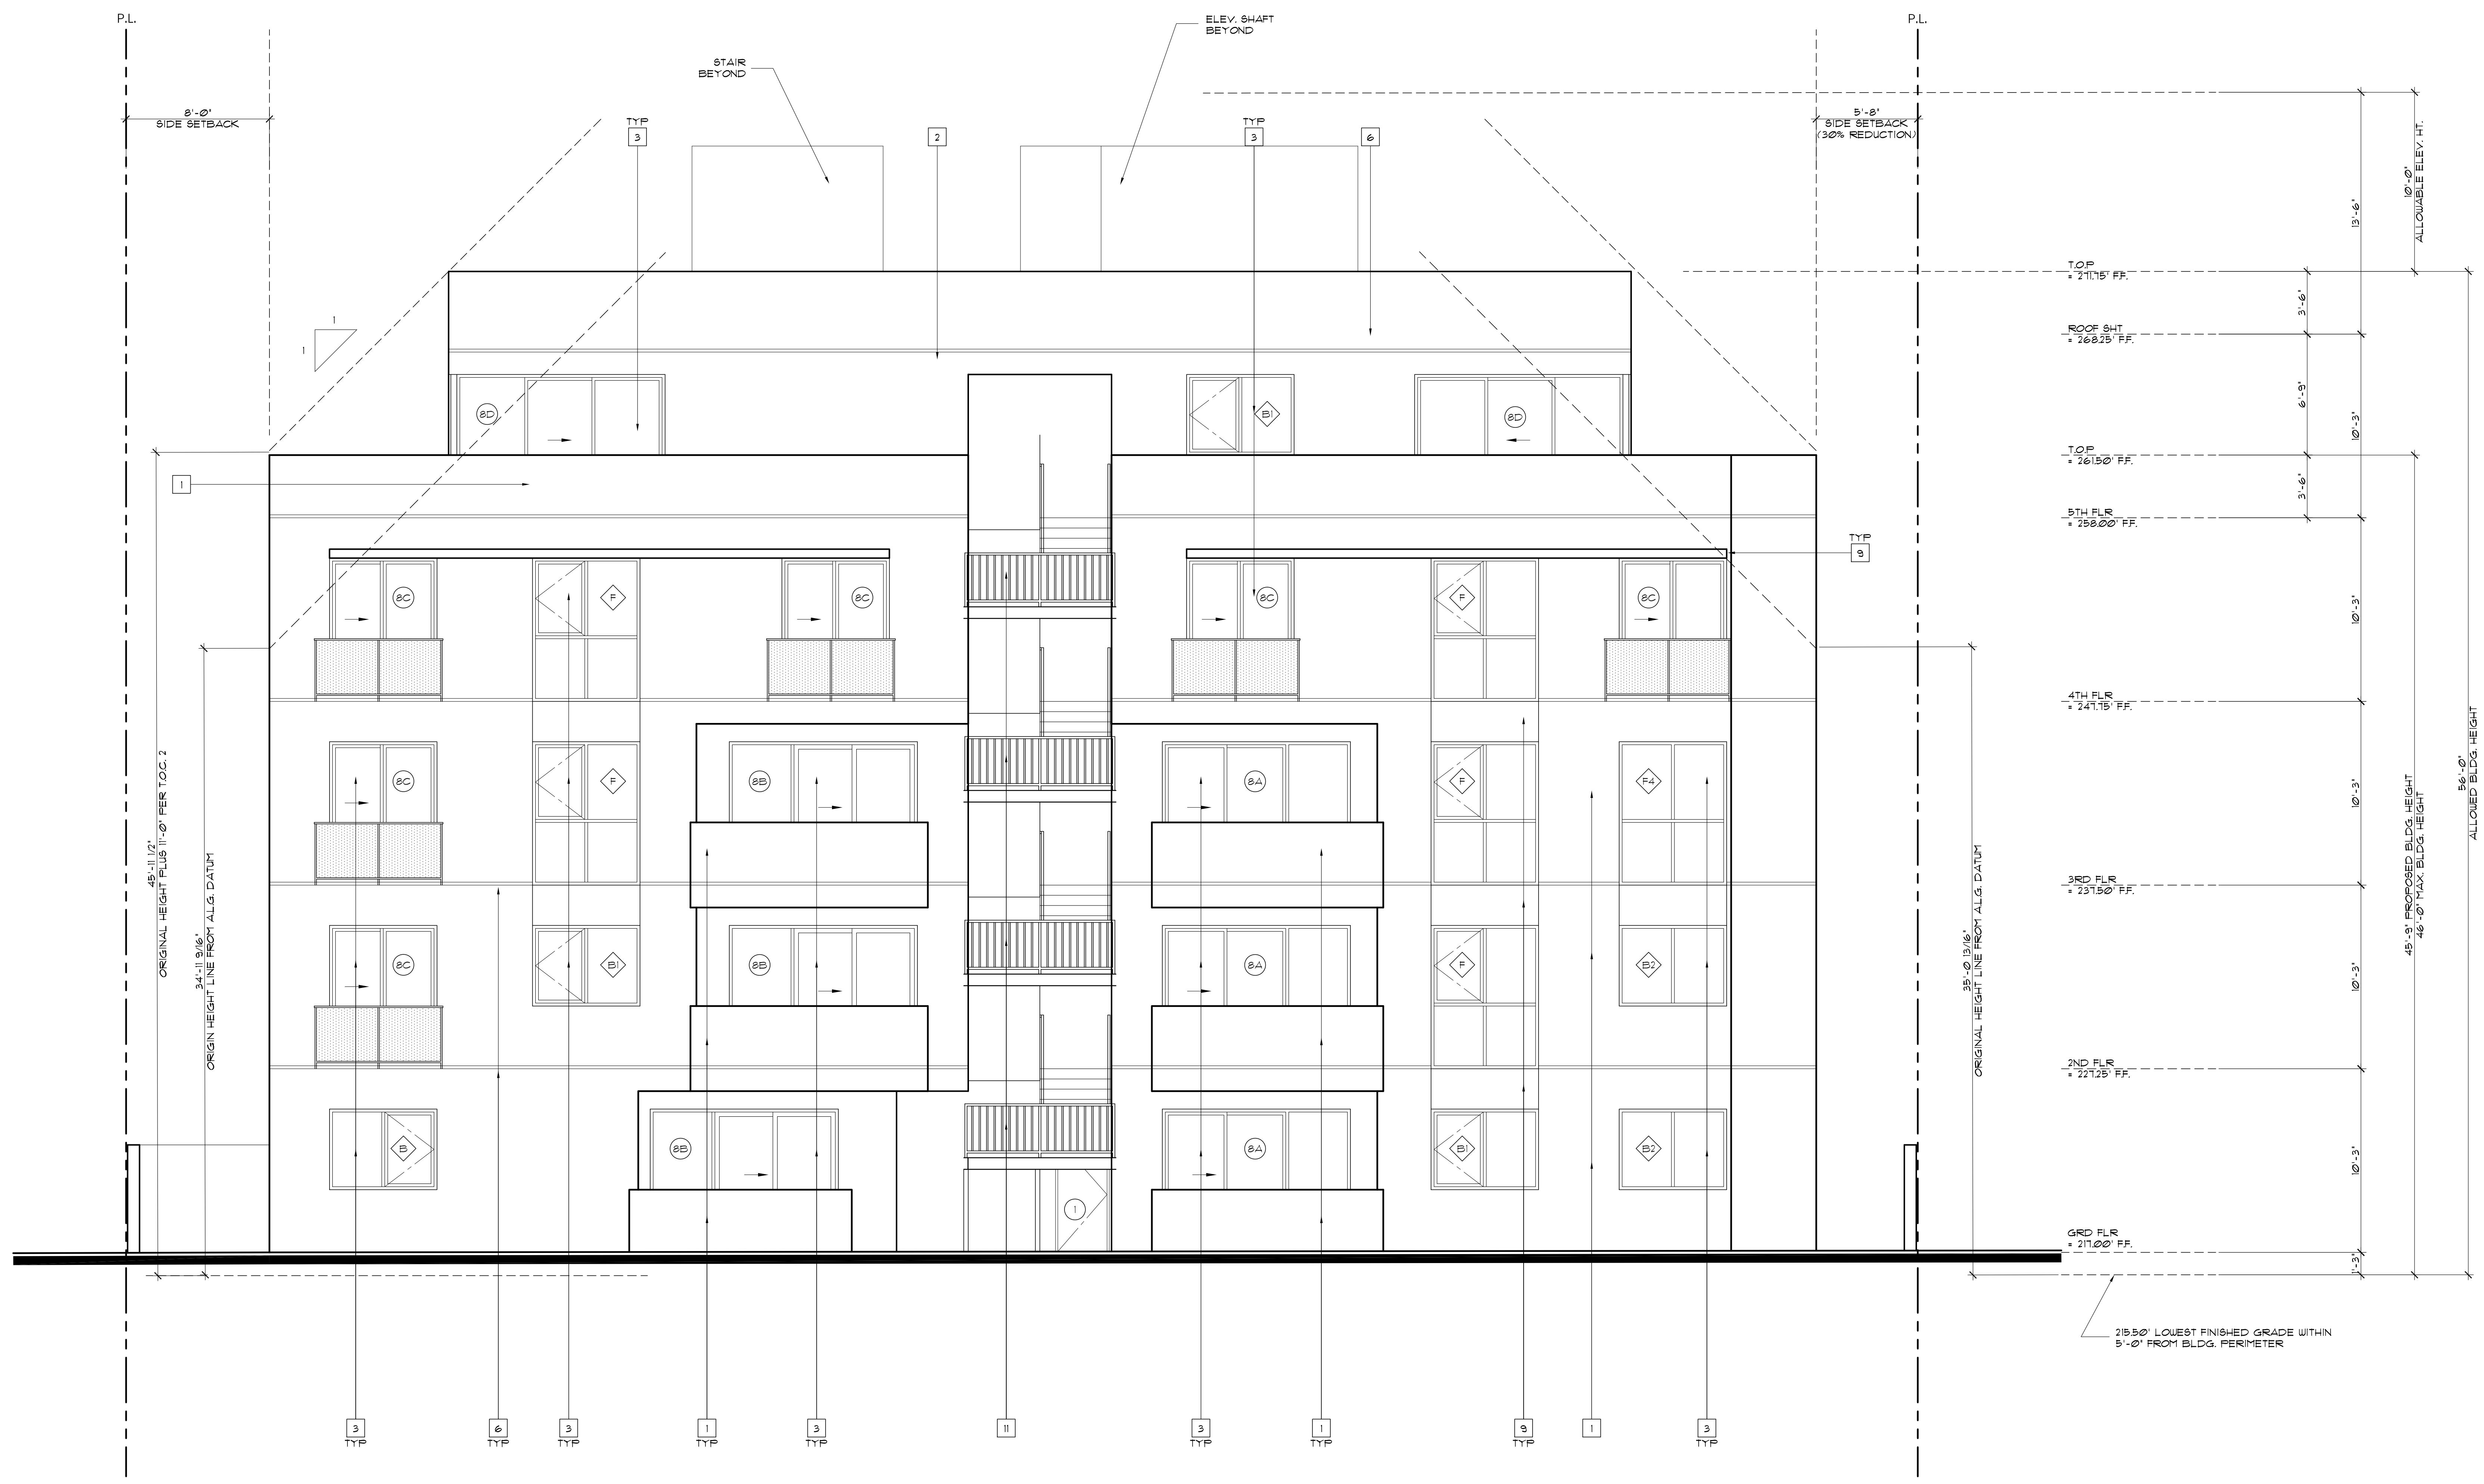 P.L.
P.L.
ELEV. SHAFT
BEYOND
STAIR
BEYOND
8'-0"
SIDE SETBACK
5'-8"
SIDE SETBACK
(30% REDUCTION)
TYP
3
2
TYP
3
6
10'-0"
ALLOWABLE ELEV. HT.
13'-6"
T.O.P
= 271.75' F.F.
3'-6"
ROOF SHT
= 268.25' F.F.
1
1
6'-9"
10'-3"
8D
B1
8D
T.O.P
= 261.50' F.F.
1
3'-6"
5TH FLR
= 258.00' F.F.
TYP
9
8C
F
8C
8C
F
8C
10'-3"
4TH FLR
= 247.75' F.F.
8C
F
8B
8A
F
F4
10'-3"
56'-0"
ALLOWED BLDG. HEIGHT
45'-9" PROPOSED BLDG. HEIGHT
46'-0" MAX. BLDG. HEIGHT
45'-11 1/2"
ORIGINAL HEIGHT PLUS 11'-0" PER T.O.C. 2
34'-11 9/16"
ORIGIN HEIGHT LINE FROM A.L.G. DATUM
35'-0 13/16"
ORIGINAL HEIGHT LINE FROM A.L.G. DATUM
3RD FLR
= 237.50' F.F.
8C
B1
8B
8A
F
B2
10'-3"
2ND FLR
= 227.25' F.F.
B
8B
8A
B1
B2
10'-3"
1
GRD FLR
= 217.00' F.F.
1'-3"
215.50' LOWEST FINISHED GRADE WITHIN
5'-0" FROM BLDG. PERIMETER
3
TYP
6
TYP
3
TYP
1
TYP
3
TYP
11
3
TYP
1
TYP
9
TYP
1
3
TYP